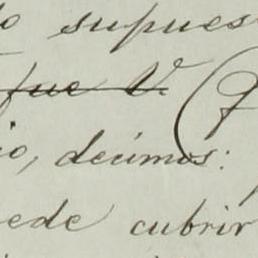 o supues
fue V. (q
io, decimos:
ede cubrir